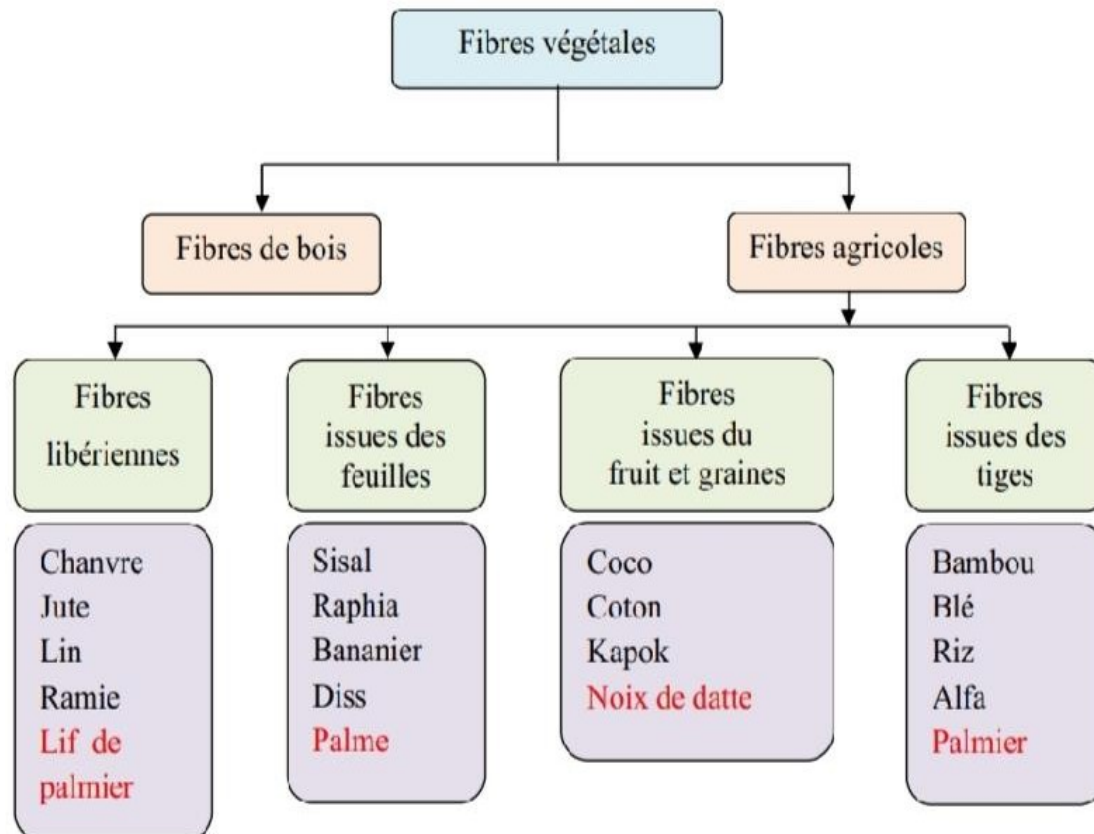 Fibres végétales
Fibres de bois
Fibres agricoles
Fibres
libériennes
Fibres
issues des
feuilles
Fibres
issues du
fruit et graines
Fibres
issues des
tiges
Chanvre
Jute
Lin
Ramie
Lif de
palmier
Sisal
Raphia
Bananier
Diss
Palme
Coco
Coton
Kapok
Noix de datte
Bambou
Blé
Riz
Alfa
Palmier